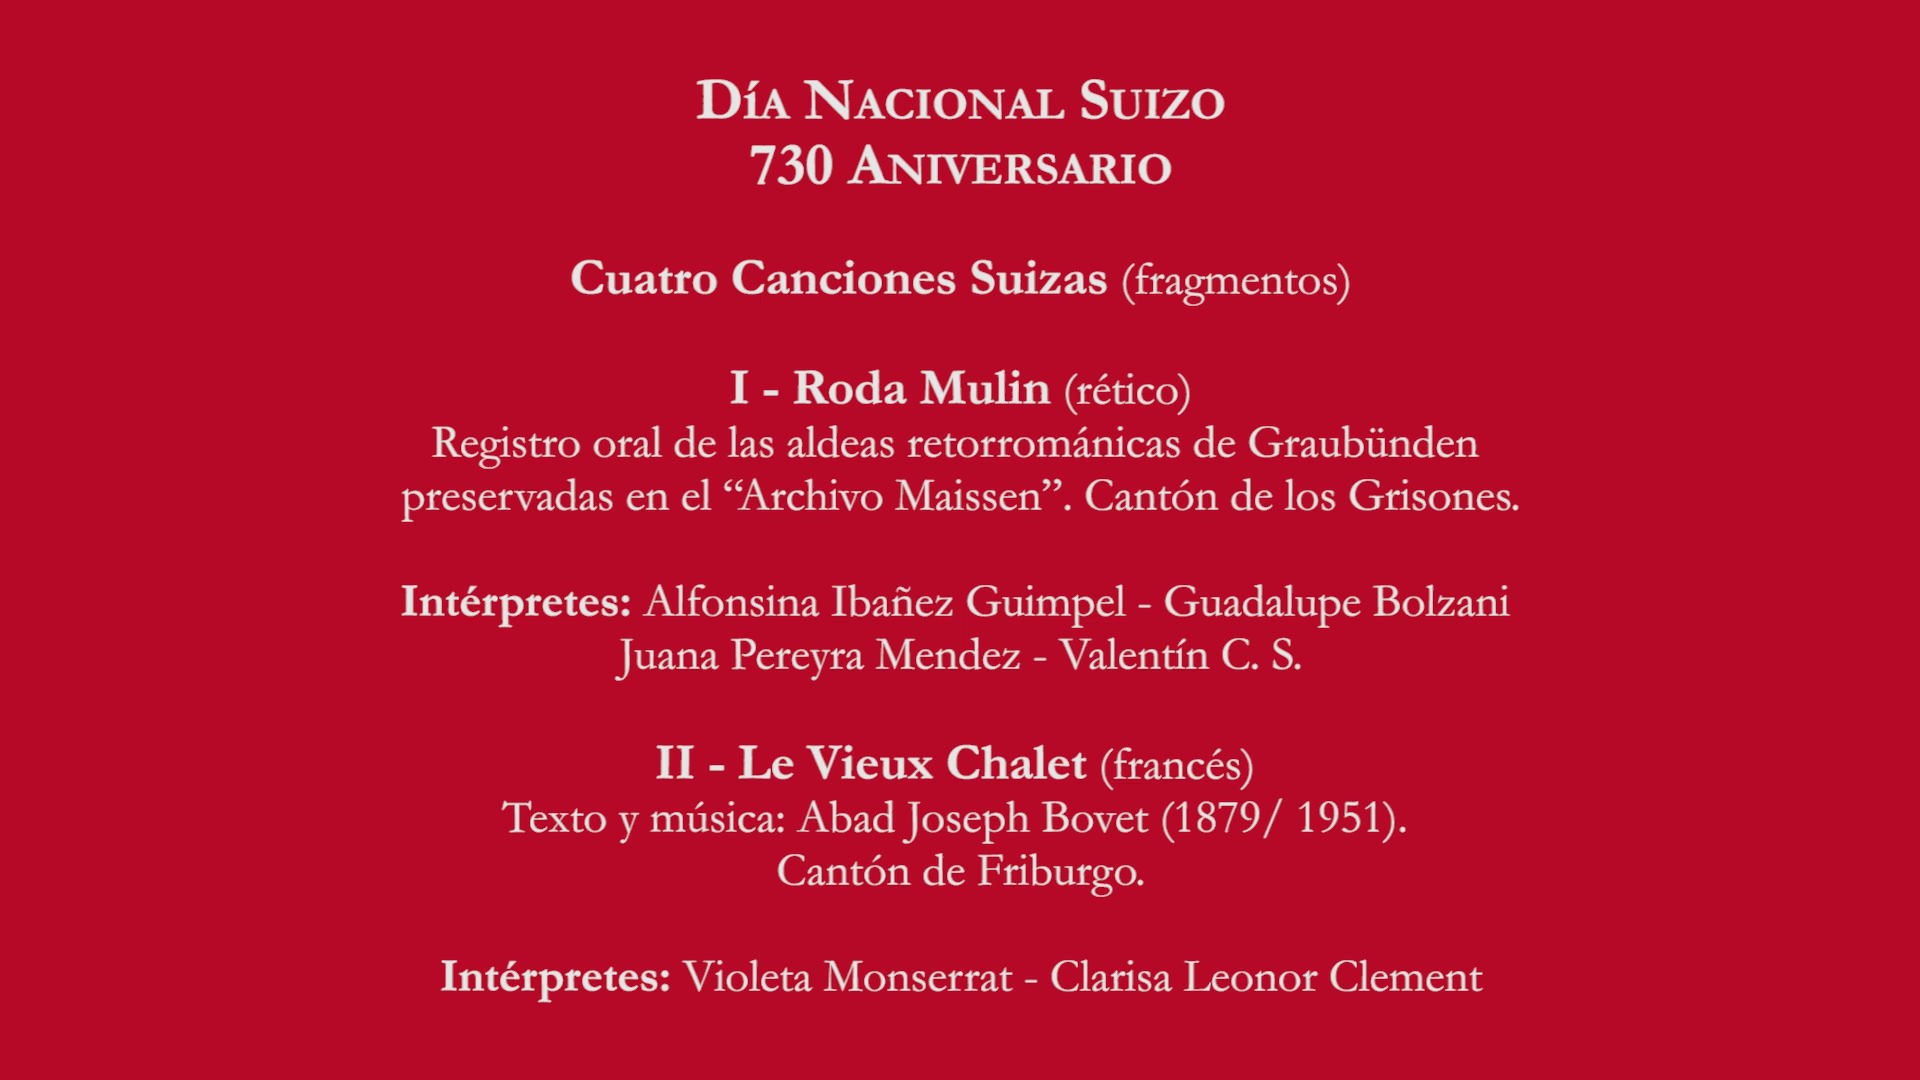 Día Nacional Suizo
730 Aniversario
Cuatro Canciones Suizas (fragmentos)
I - Roda Mulin (rético)
Registro oral de las aldeas retorrománicas de Graubünden
preservadas en el “Archivo Maissen”. Cantón de los Grisones.
Intérpretes: Alfonsina Ibañez Guimpel - Guadalupe Bolzani
Juana Pereyra Mendez - Valentín C. S.
II - Le Vieux Chalet (francés)
Texto y música: Abad Joseph Bovet (1879/ 1951).
Cantón de Friburgo.
Intérpretes: Violeta Monserrat - Clarisa Leonor Clement